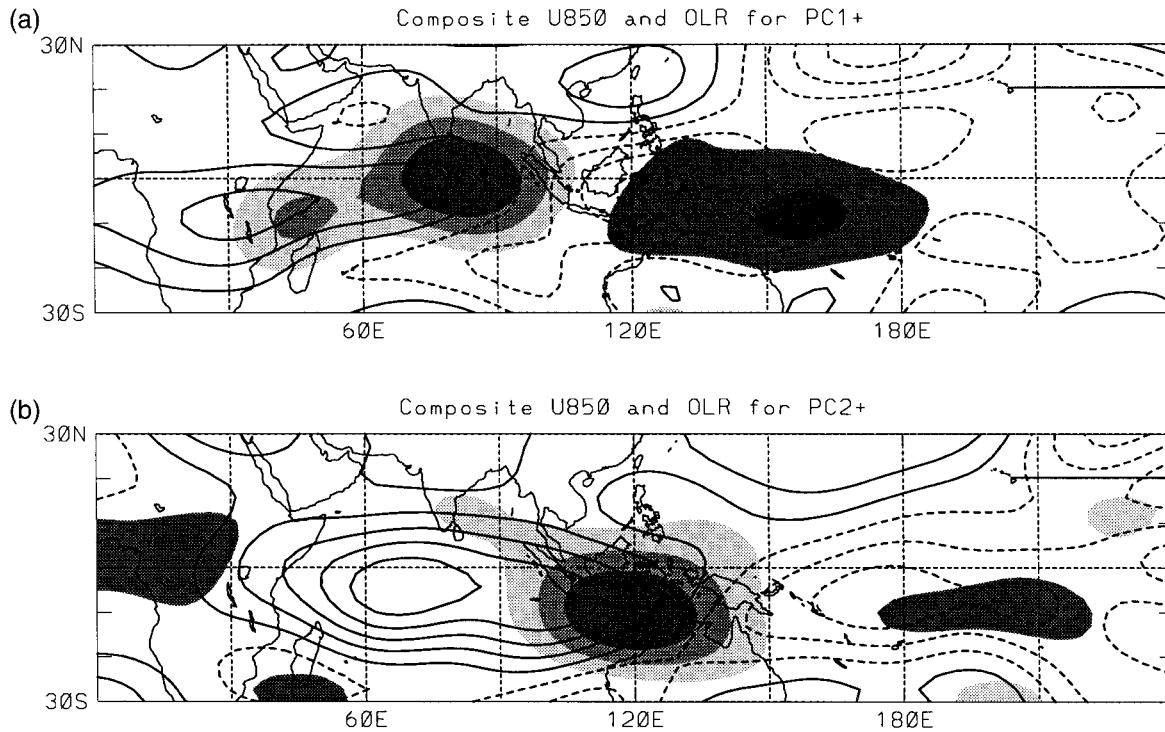 (a)
Composite U850 and OLR for PC1+
30N
30S
60E 120E 180E
(b)
Composite U850 and OLR for PC2+
30N
30S
60E 120E 180E